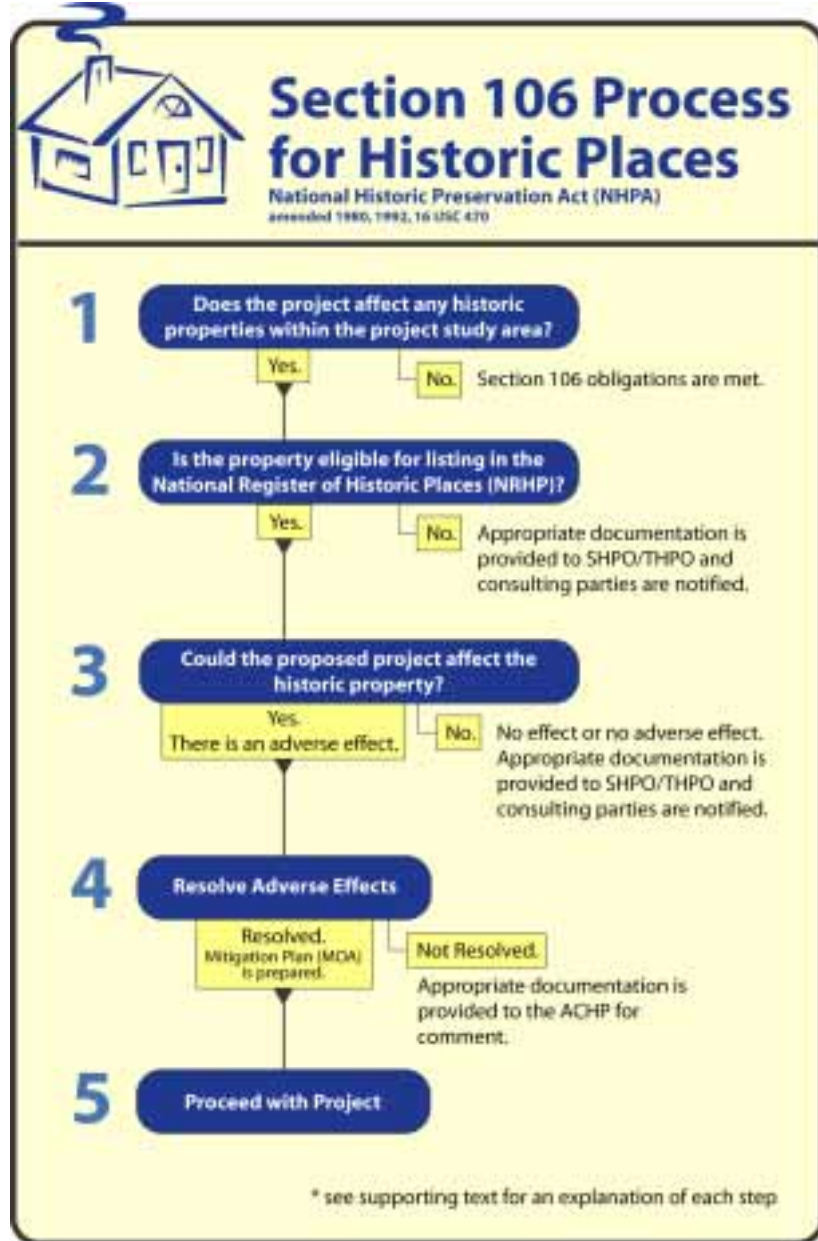 Section 106 Process
for Historic Places
National Historic Preservation Act (NHPA)
amended 1980, 1992, 16 USC 470
1
Does the project affect any historic
properties within the project study area?
Yes.
No.
Section 106 obligations are met.
2
Is the property eligible for listing in the
National Register of Historic Places (NRHP)?
Yes.
No.
Appropriate documentation is
provided to SHPO/THPO and
consulting parties are notified.
3
Could the proposed project affect the
historic property?
Yes.
There is an adverse effect.
No.
No effect or no adverse effect.
Appropriate documentation is
provided to SHPO/THPO and
consulting parties are notified.
4
Resolve Adverse Effects
Resolved.
Mitigation Plan (MOA)
is prepared.
Not Resolved.
Appropriate documentation is
provided to the ACHP for
comment.
5
Proceed with Project
* see supporting text for an explanation of each step